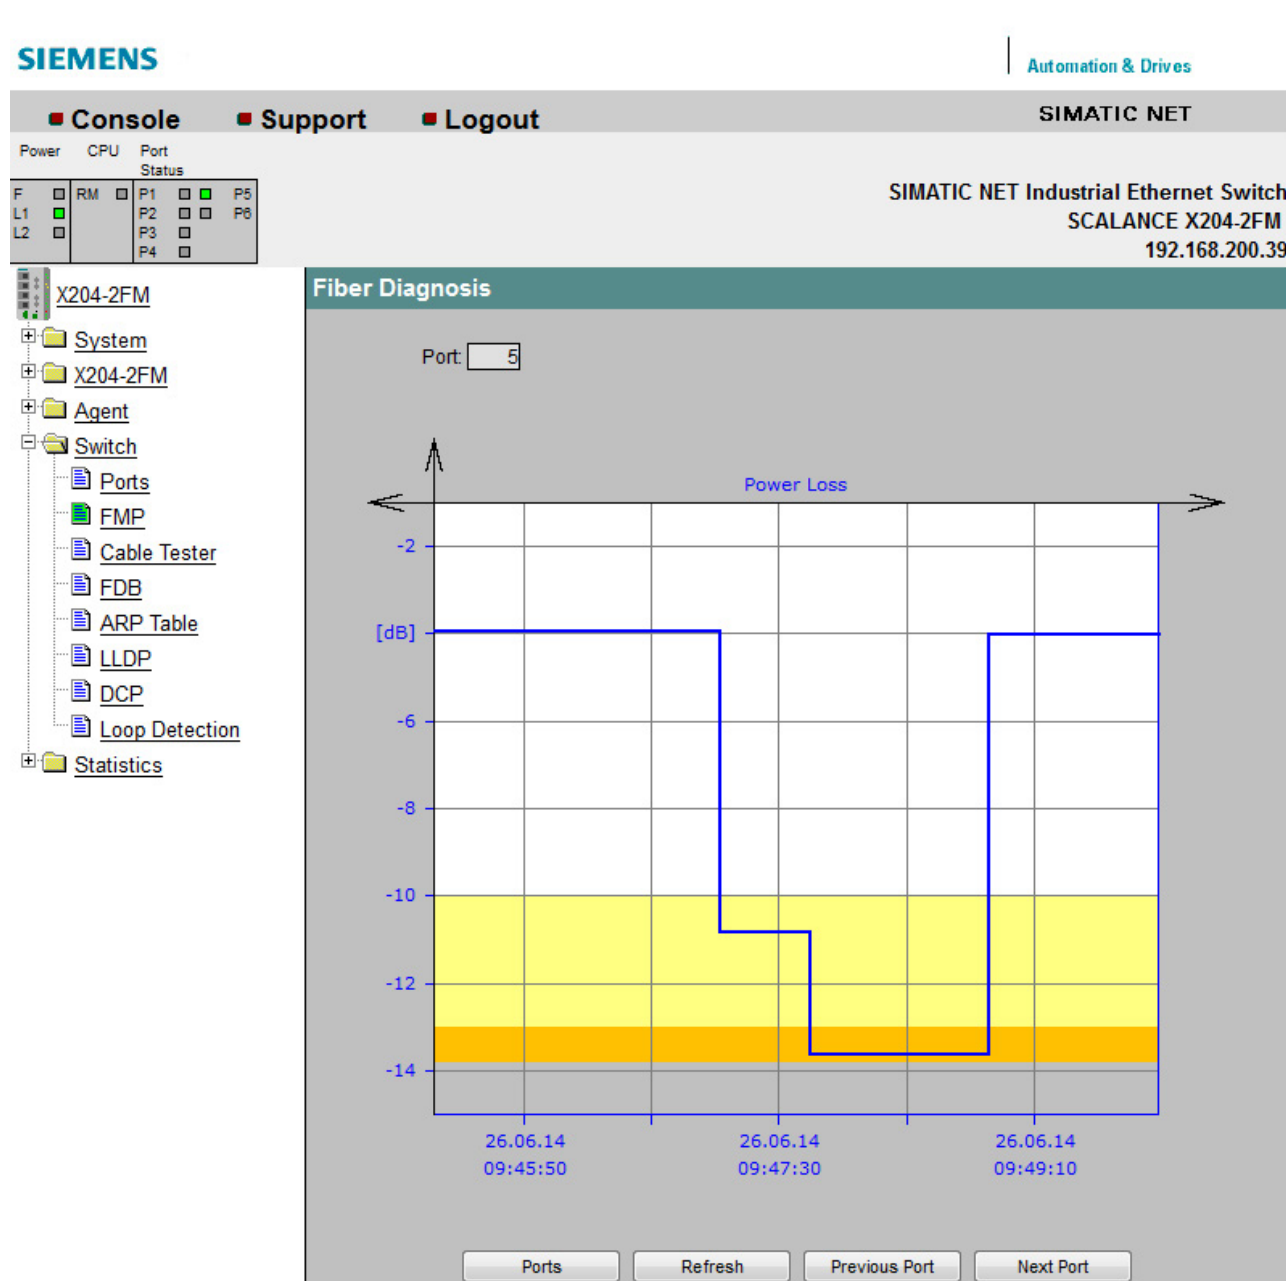 SIEMENS
Automation & Drives
Console Support Logout
SIMATIC NET
Power CPU Port
Status
F RM P1 P5
L1 P2 P6
L2 P3
P4
SIMATIC NET Industrial Ethernet Switch
SCALANCE X204-2FM
192.168.200.39
X204-2FM
System
X204-2FM
Agent
Switch
Ports
FMP
Cable Tester
FDB
ARP Table
LLDP
DCP
Loop Detection
Statistics
Fiber Diagnosis
Port: 5
Power Loss
-2
[dB]
-6
-8
-10
-12
-14
26.06.14 26.06.14 26.06.14
09:45:50 09:47:30 09:49:10
Ports Refresh Previous Port Next Port